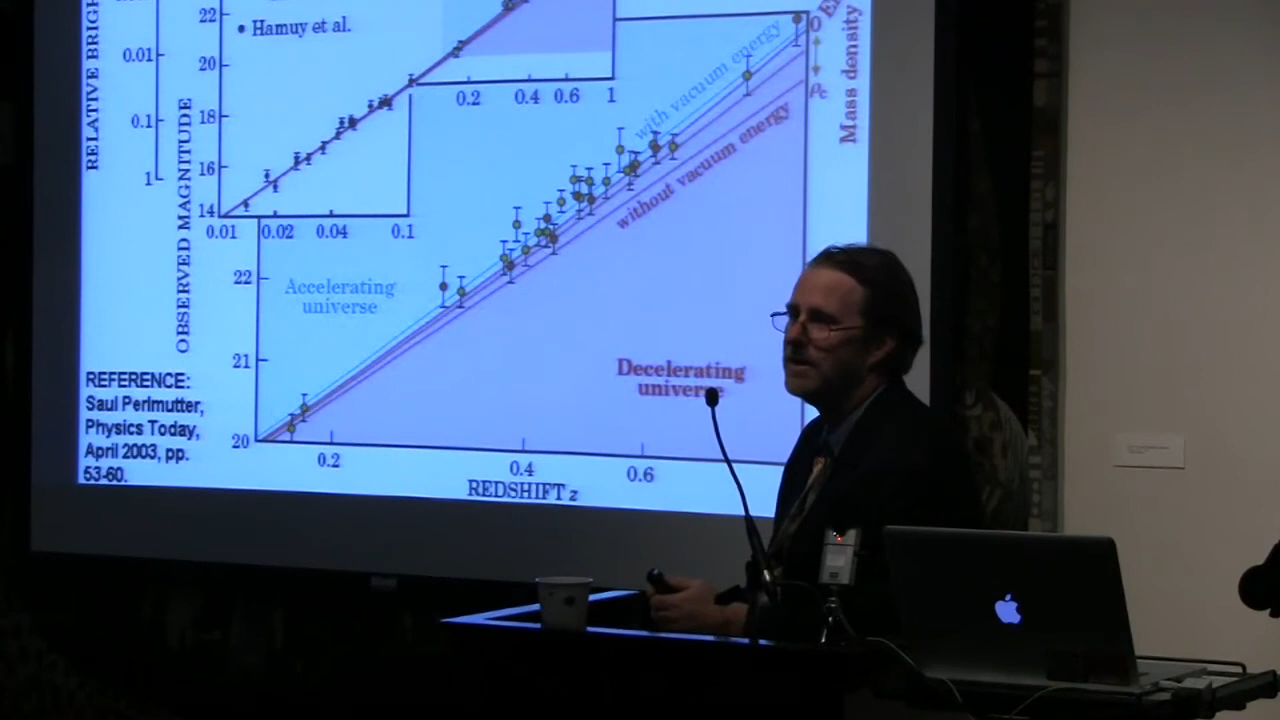 RELATIVE BRIG
0.01
0.1
1
OBSERVED MAGNITUDE
22
20
18
16
14
Hamuy et al.
0.01
0.02
0.04
0.1
0.2
0.4
0.6
1
with vacuum energy
without vacuum energy
0
ρc
Mass density
22
21
20
Accelerating
universe
Decelerating
universe
0.2
0.4
0.6
REDSHIFT z
REFERENCE:
Saul Perlmutter,
Physics Today,
April 2003, pp.
53-60.